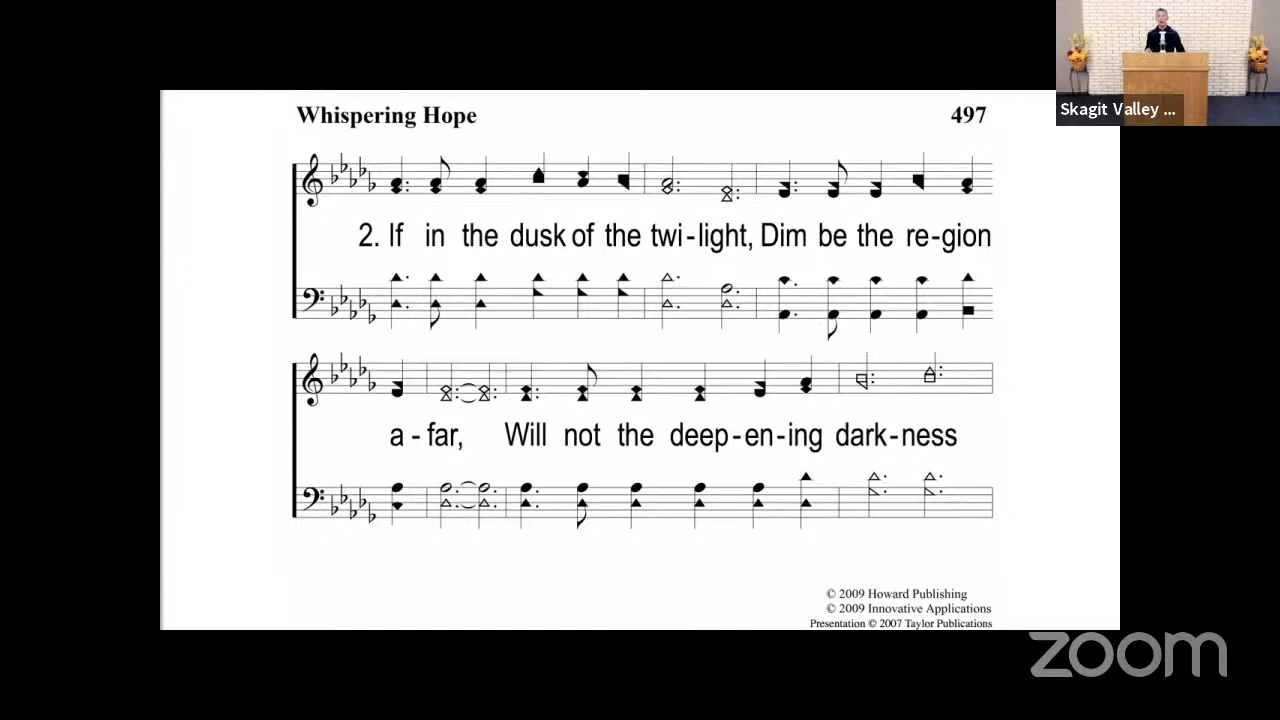 Whispering Hope 497
2. If in the dusk of the twi-light, Dim be the re-gion
a-far, Will not the deep-en-ing dark-ness
© 2009 Howard Publishing
© 2009 Innovative Applications
Presentation © 2007 Taylor Publications
Skagit Valley ...
zoom